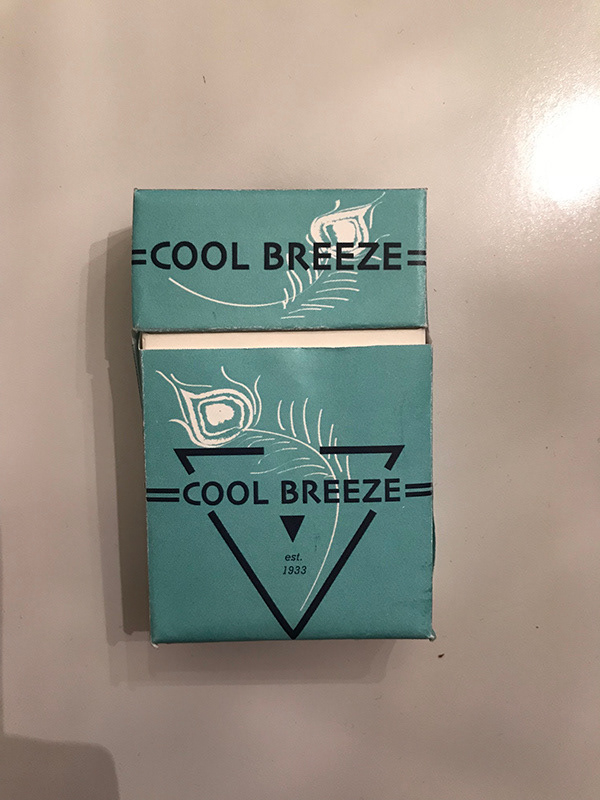 =COOL BREEZE=
=COOL BREEZE=
est.
1933